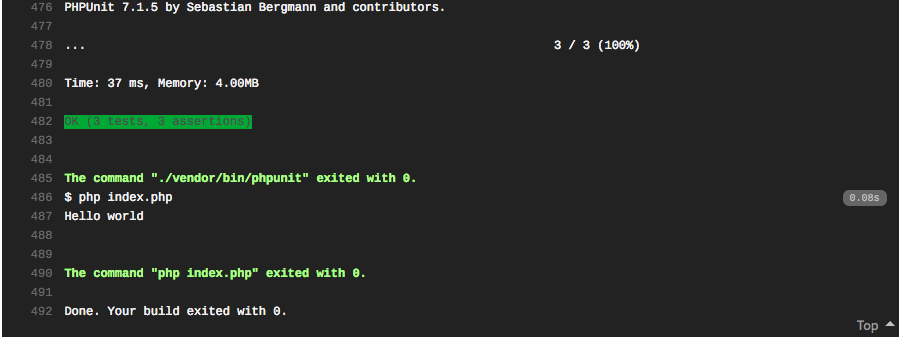 476 PHPUnit 7.1.5 by Sebastian Bergmann and contributors.
477
478 ... 3 / 3 (100%)
479
480 Time: 37 ms, Memory: 4.00MB
481
482 OK (3 tests, 3 assertions)
483
484
485 The command "./vendor/bin/phpunit" exited with 0.
486 $ php index.php 0.08s
487 Hello world
488
489
490 The command "php index.php" exited with 0.
491
492 Done. Your build exited with 0.
Top